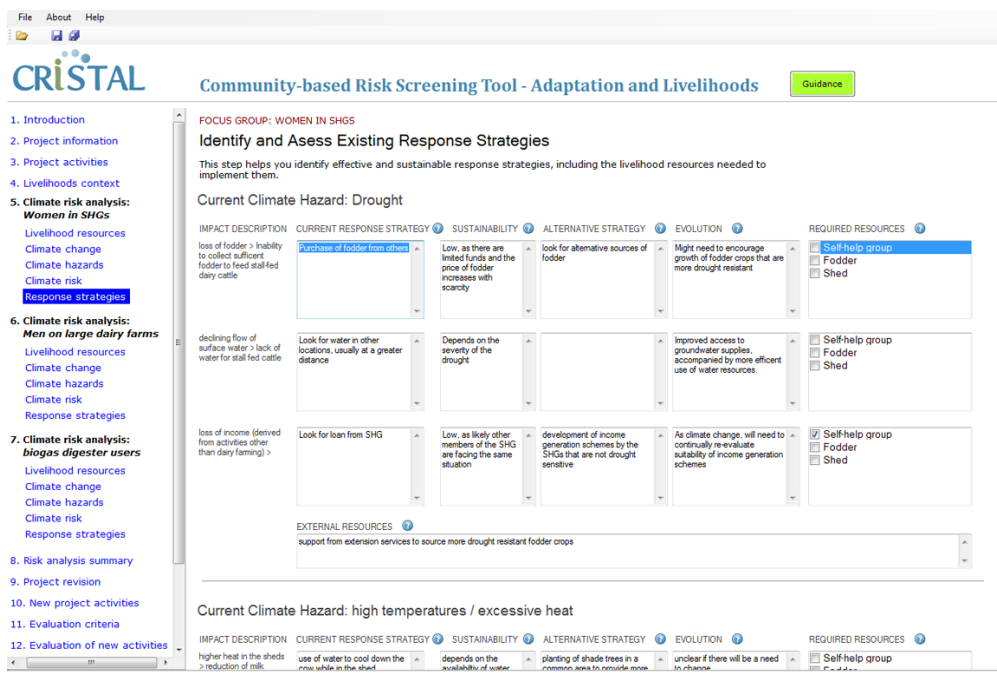 File About Help
CRiSTAL
Community-based Risk Screening Tool - Adaptation and Livelihoods
Guidance
1. Introduction
2. Project information
3. Project activities
4. Livelihoods context
5. Climate risk analysis:
Women in SHGs
Livelihood resources
Climate change
Climate hazards
Climate risk
Response strategies
6. Climate risk analysis:
Men on large dairy farms
Livelihood resources
Climate change
Climate hazards
Climate risk
Response strategies
7. Climate risk analysis:
biogas digester users
Livelihood resources
Climate change
Climate hazards
Climate risk
Response strategies
8. Risk analysis summary
9. Project revision
10. New project activities
11. Evaluation criteria
12. Evaluation of new activities
FOCUS GROUP: WOMEN IN SHGS
Identify and Asess Existing Response Strategies
This step helps you identify effective and sustainable response strategies, including the livelihood resources needed to
implement them.
Current Climate Hazard: Drought
IMPACT DESCRIPTION CURRENT RESPONSE STRATEGY ? SUSTAINABILITY ? ALTERNATIVE STRATEGY ? EVOLUTION ? REQUIRED RESOURCES ?
loss of fodder > Inability
to collect sufficent
fodder to feed stall-fed
dairy cattle
Purchase of fodder from others
Low, as there are
limited funds and the
price of fodder
increases with
scarcity
look for alternative sources of
fodder
Might need to encourage
growth of fodder crops that are
more drought resistant
Self-help group
Fodder
Shed
declining flow of
surface water > lack of
water for stall fed cattle
Look for water in other
locations, usually at a greater
distance
Depends on the
severity of the
drought
Improved access to
groundwater supplies,
accompanied by more efficent
use of water resources.
Self-help group
Fodder
Shed
loss of income (derived
from activities other
than dairy farming) >
Look for loan from SHG
Low, as likely other
members of the SHG
are facing the same
situation
development of income
generation schemes by the
SHGs that are not drought
sensitive
As climate change, will need to
continually re-evaluate
suitability of income generation
schemes
Self-help group
Fodder
Shed
EXTERNAL RESOURCES ?
support from extension services to source more drought resistant fodder crops
Current Climate Hazard: high temperatures / excessive heat
IMPACT DESCRIPTION CURRENT RESPONSE STRATEGY ? SUSTAINABILITY ? ALTERNATIVE STRATEGY ? EVOLUTION ? REQUIRED RESOURCES ?
higher heat in the sheds
> reduction of milk
use of water to cool down the
cow while in the shed
depends on the
availability of water
planting of shade trees in a
common area to provide more
unclear if there will be a need
to change
Self-help group